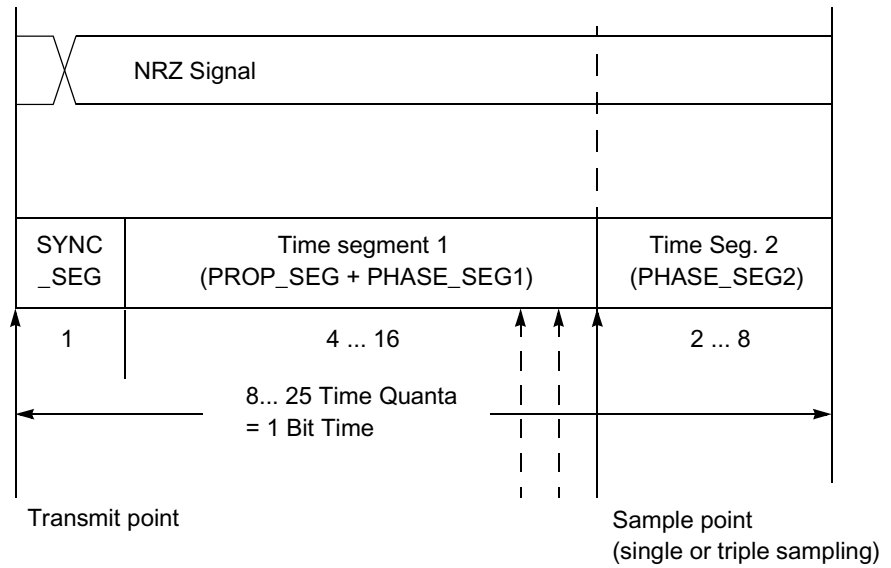 NRZ Signal
SYNC
_SEG
Time segment 1
(PROP_SEG + PHASE_SEG1)
Time Seg. 2
(PHASE_SEG2)
1
4 ... 16
2 ... 8
8... 25 Time Quanta
= 1 Bit Time
Transmit point
Sample point
(single or triple sampling)